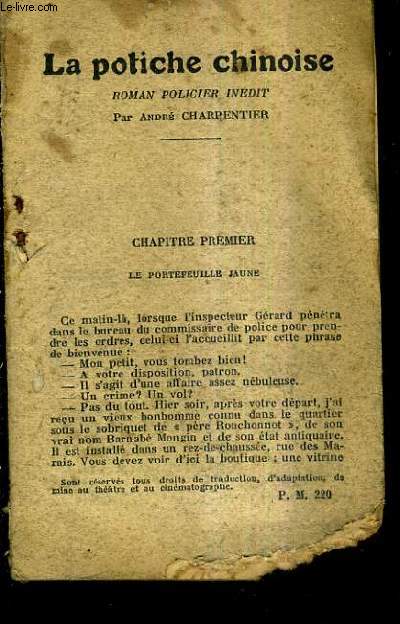 Le-livre.com
La potiche chinoise
ROMAN POLICIER INÉDIT
Par ANDRÉ CHARPENTIER
CHAPITRE PREMIER
LE PORTEFEUILLE JAUNE
Ce matin-là, lorsque l'inspecteur Gérard pénétra
dans le bureau du commissaire de police pour pren-
dre les ordres, celui-ci l'accueillit par cette phrase
de bienvenue :
— Mon petit, vous tombez bien!
— A votre disposition, patron.
— Il s'agit d'une affaire assez nébuleuse.
— Un crime? Un vol?
— Pas du tout. Hier soir, après votre départ, j'ai
reçu un vieux bonhomme connu dans le quartier
sous le sobriquet de « père Rouchonnot », de son
vrai nom Barnabé Mongin et de son état antiquaire.
Il est installé dans un rez-de-chaussée, rue des Ma-
rais. Vous devez voir d'ici la boutique : une vitrine
Sont réservés tous droits de traduction, d'adaptation, de
mise au théâtre et au cinématographe.
P. M. 220